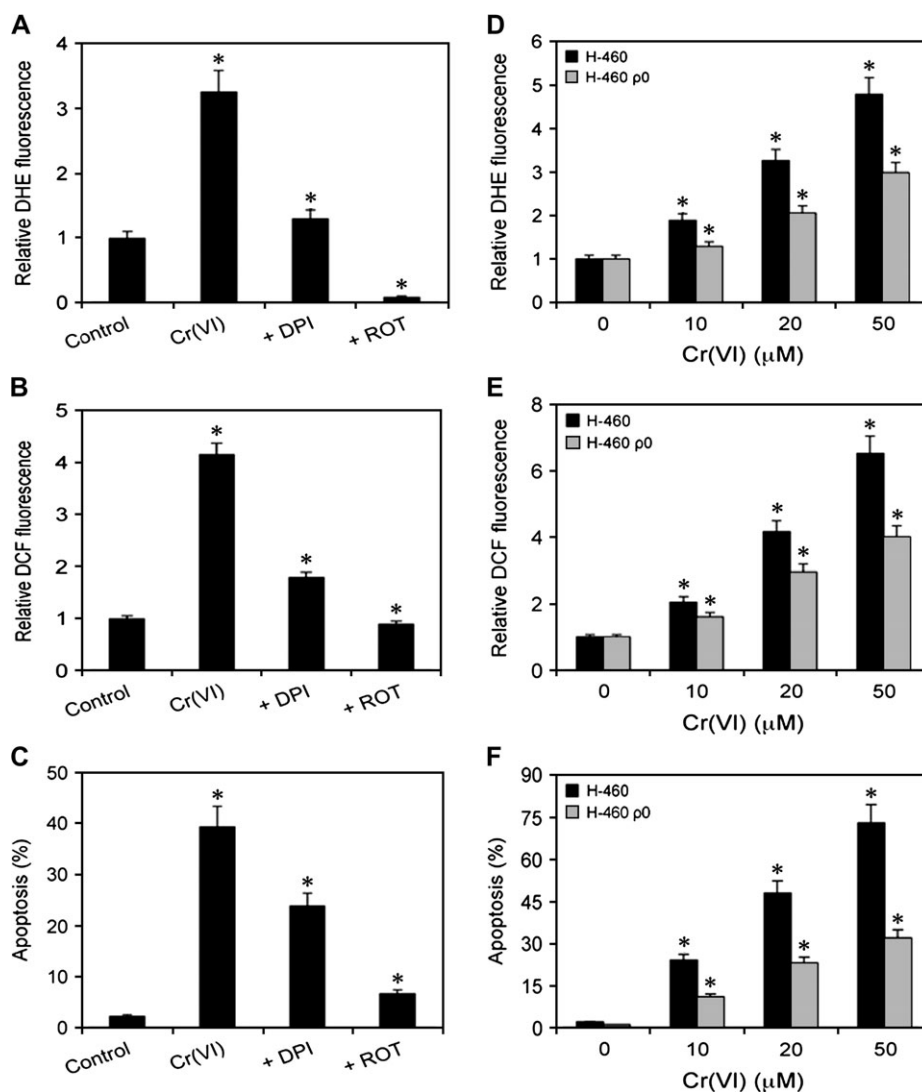 A
Relative DHE fluorescence
4
3
2
1
0
*
*
*
Control
Cr(VI)
+ DPI
+ ROT
B
Relative DCF fluorescence
5
4
3
2
1
0
*
*
*
Control
Cr(VI)
+ DPI
+ ROT
C
Apoptosis (%)
50
40
30
20
10
0
*
*
*
Control
Cr(VI)
+ DPI
+ ROT
D
Relative DHE fluorescence
6
5
4
3
2
1
0
H-460
H-460 ρ0
* *
* *
* *
0 10 20 50
Cr(VI) (μM)
E
Relative DCF fluorescence
8
6
4
2
0
H-460
H-460 ρ0
* *
* *
* *
0 10 20 50
Cr(VI) (μM)
F
Apoptosis (%)
90
75
60
45
30
15
0
H-460
H-460 ρ0
* *
* *
* *
0 10 20 50
Cr(VI) (μM)